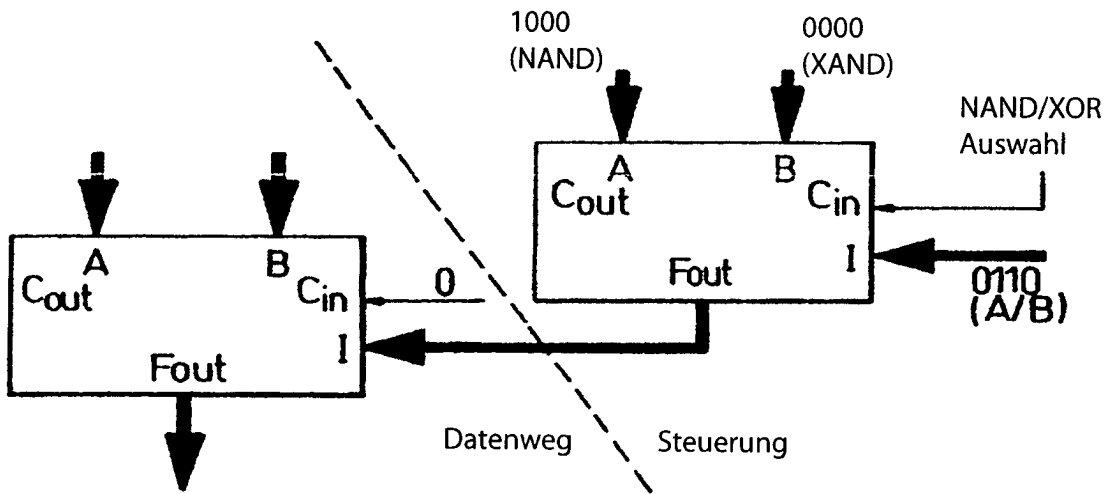 1000
(NAND)
0000
(XAND)
NAND/XOR
Auswahl
A
B
Cout
Cin
I
Fout
0110
(A/B)
A
B
Cout
Cin
0
I
Fout
Datenweg
Steuerung